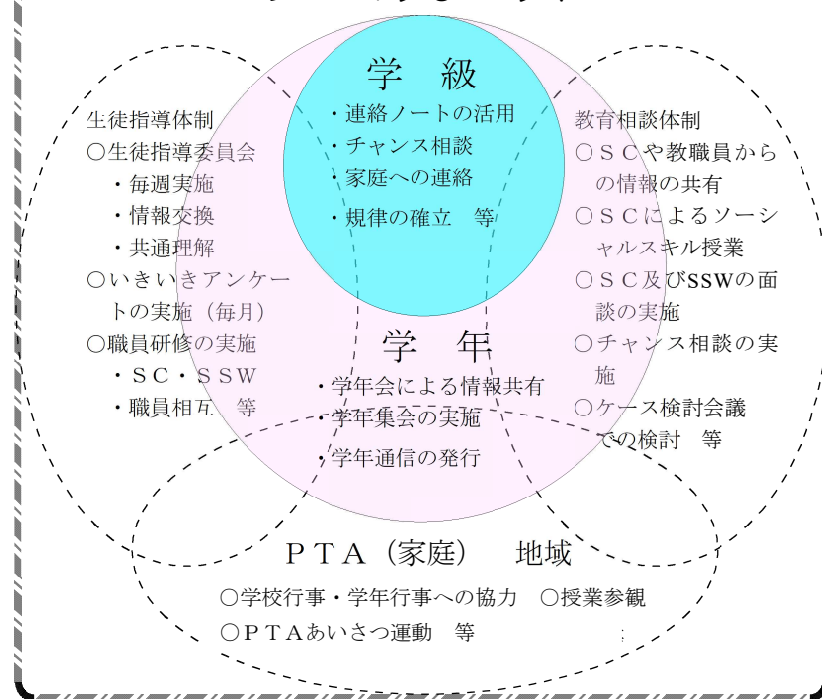 学　級
・連絡ノートの活用
・チャンス相談
・家庭への連絡
・規律の確立　等
生徒指導体制
○生徒指導委員会
・毎週実施
・情報交換
・共通理解
○いきいきアンケー
トの実施（毎月）
○職員研修の実施
・ＳＣ・ＳＳＷ
・職員相互　等
教育相談体制
○ＳＣや教職員から
の情報の共有
○ＳＣによるソーシ
ャルスキル授業
○ＳＣ及びSSWの面
談の実施
○チャンス相談の実
施
○ケース検討会議
での検討　等
学　年
・学年会による情報共有
・学年集会の実施
・学年通信の発行
ＰＴＡ（家庭）　地域
○学校行事・学年行事への協力　○授業参観
○ＰＴＡあいさつ運動　等